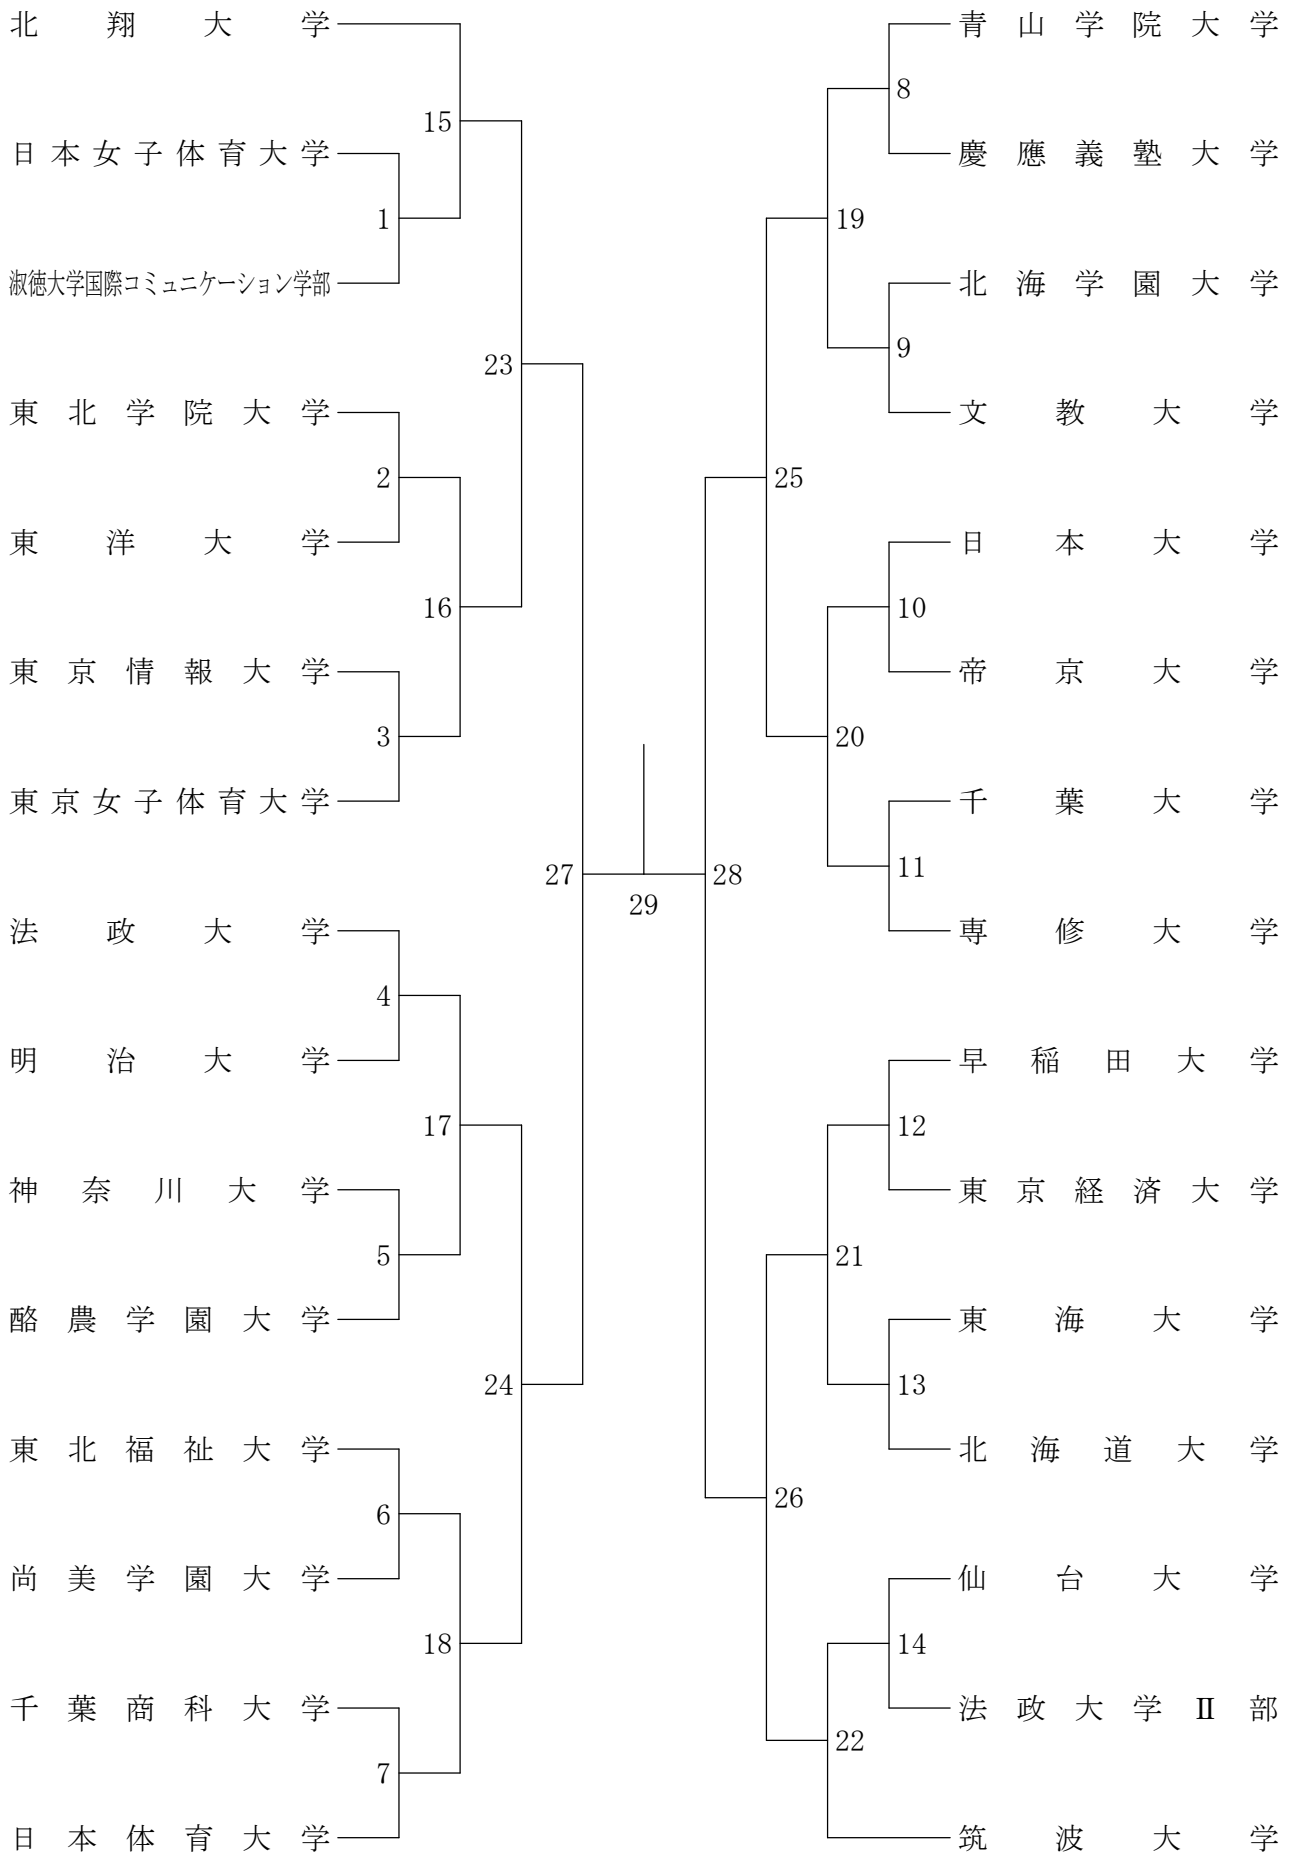 北翔大学
15
日本女子体育大学
1
淑徳大学国際コミュニケーション学部
23
東北学院大学
2
東洋大学
16
東京情報大学
3
東京女子体育大学
27
29
法政大学
4
明治大学
17
神奈川大学
5
酪農学園大学
24
東北福祉大学
6
尚美学園大学
18
千葉商科大学
7
日本体育大学
青山学院大学
8
慶應義塾大学
19
北海学園大学
9
文教大学
25
日本大学
10
帝京大学
20
千葉大学
11
28
専修大学
早稲田大学
12
東京経済大学
21
東海大学
13
北海道大学
26
仙台大学
14
法政大学Ⅱ部
22
筑波大学